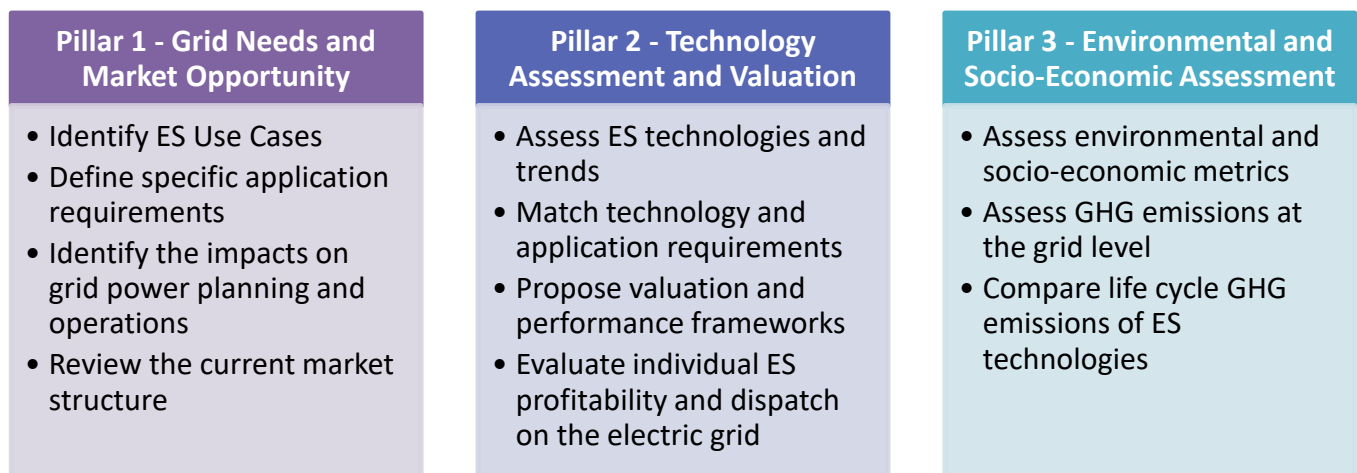 Pillar 1 - Grid Needs and
Market Opportunity
• Identify ES Use Cases
• Define specific application
requirements
• Identify the impacts on
grid power planning and
operations
• Review the current market
structure
Pillar 2 - Technology
Assessment and Valuation
• Assess ES technologies and
trends
• Match technology and
application requirements
• Propose valuation and
performance frameworks
• Evaluate individual ES
profitability and dispatch
on the electric grid
Pillar 3 - Environmental and
Socio-Economic Assessment
• Assess environmental and
socio-economic metrics
• Assess GHG emissions at
the grid level
• Compare life cycle GHG
emissions of ES
technologies